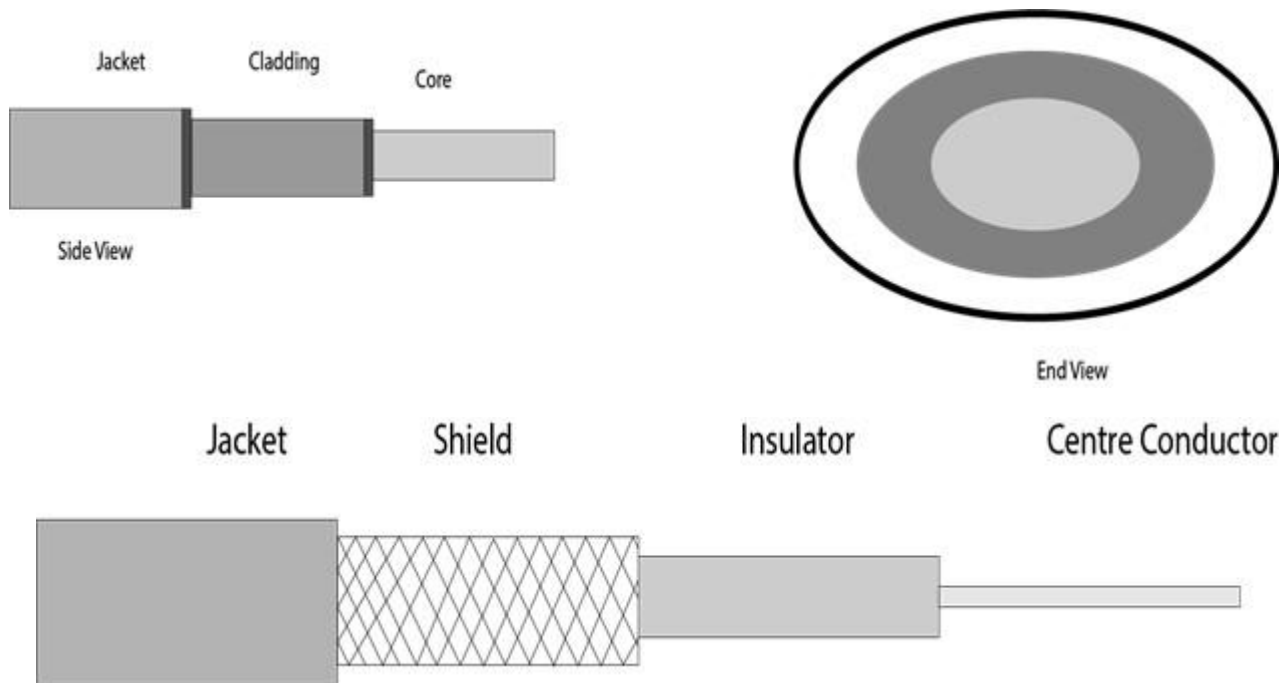 Jacket
Cladding
Core
Side View
End View
Jacket
Shield
Insulator
Centre Conductor